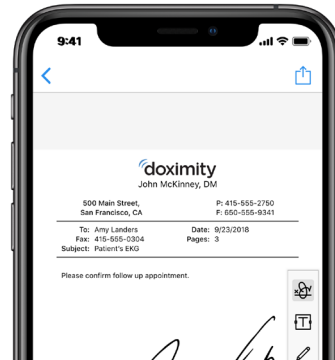 9:41
doximity
John McKinney, DM
500 Main Street, P: 415-555-2750
San Francisco, CA F: 650-555-9341
To: Amy Landers Date: 9/23/2018
Fax: 415-555-0304 Pages: 3
Subject: Patient's EKG
Please confirm follow up appointment.
T